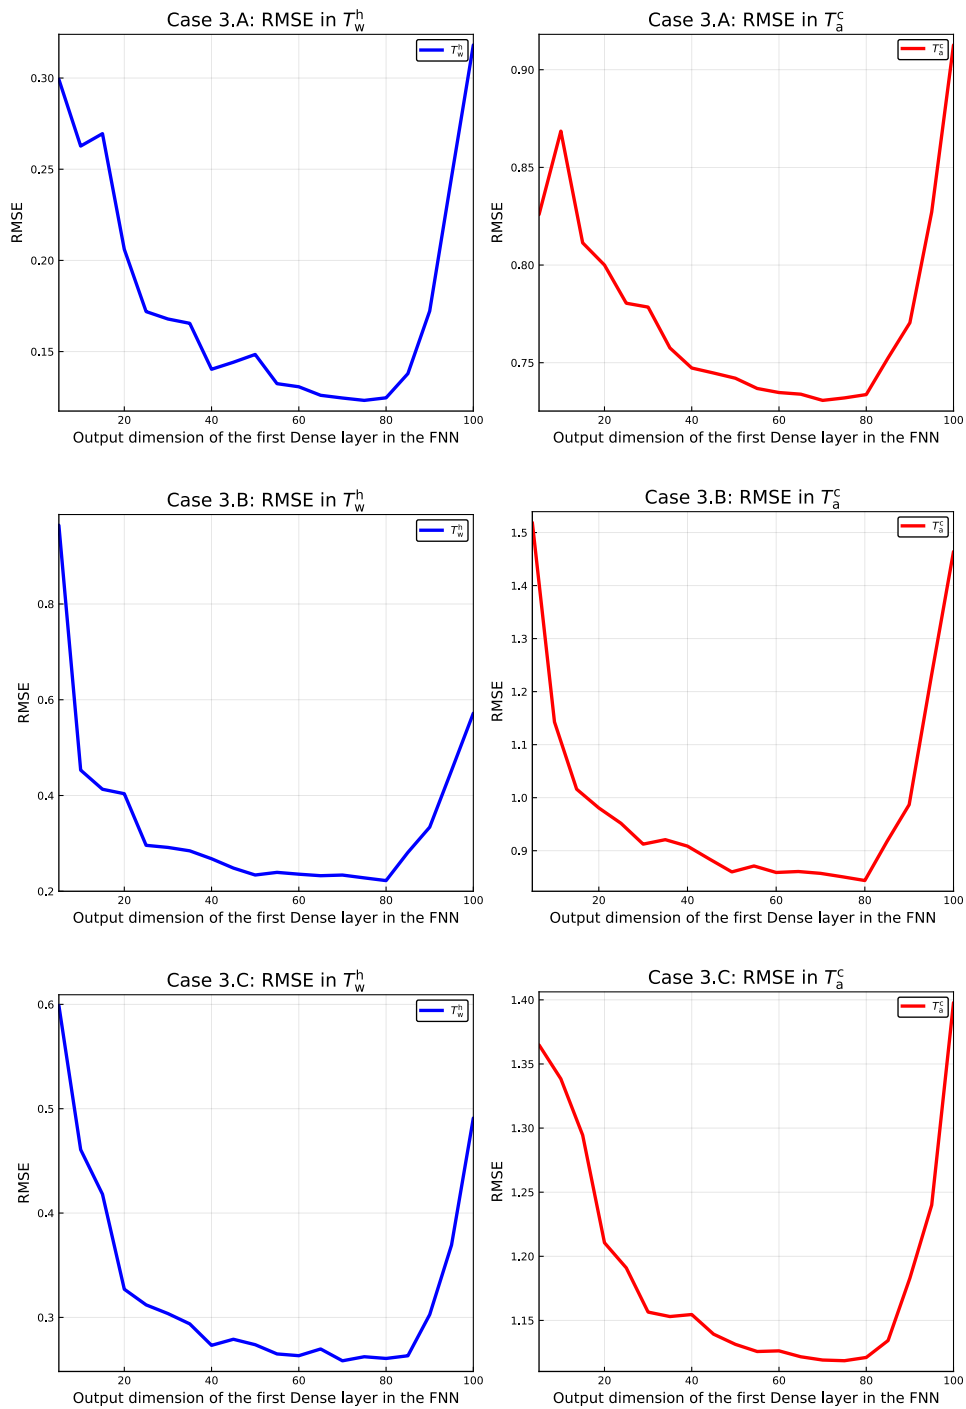 Case 3.A: RMSE in T_w^h
T_w^h
RMSE
0.30
0.25
0.20
0.15
20 40 60 80 100
Output dimension of the first Dense layer in the FNN
Case 3.A: RMSE in T_a^c
T_a^c
RMSE
0.90
0.85
0.80
0.75
20 40 60 80 100
Output dimension of the first Dense layer in the FNN
Case 3.B: RMSE in T_w^h
T_w^h
RMSE
0.8
0.6
0.4
0.2
20 40 60 80 100
Output dimension of the first Dense layer in the FNN
Case 3.B: RMSE in T_a^c
T_a^c
RMSE
1.5
1.4
1.3
1.2
1.1
1.0
0.9
20 40 60 80 100
Output dimension of the first Dense layer in the FNN
Case 3.C: RMSE in T_w^h
T_w^h
RMSE
0.6
0.5
0.4
0.3
20 40 60 80 100
Output dimension of the first Dense layer in the FNN
Case 3.C: RMSE in T_a^c
T_a^c
RMSE
1.40
1.35
1.30
1.25
1.20
1.15
20 40 60 80 100
Output dimension of the first Dense layer in the FNN